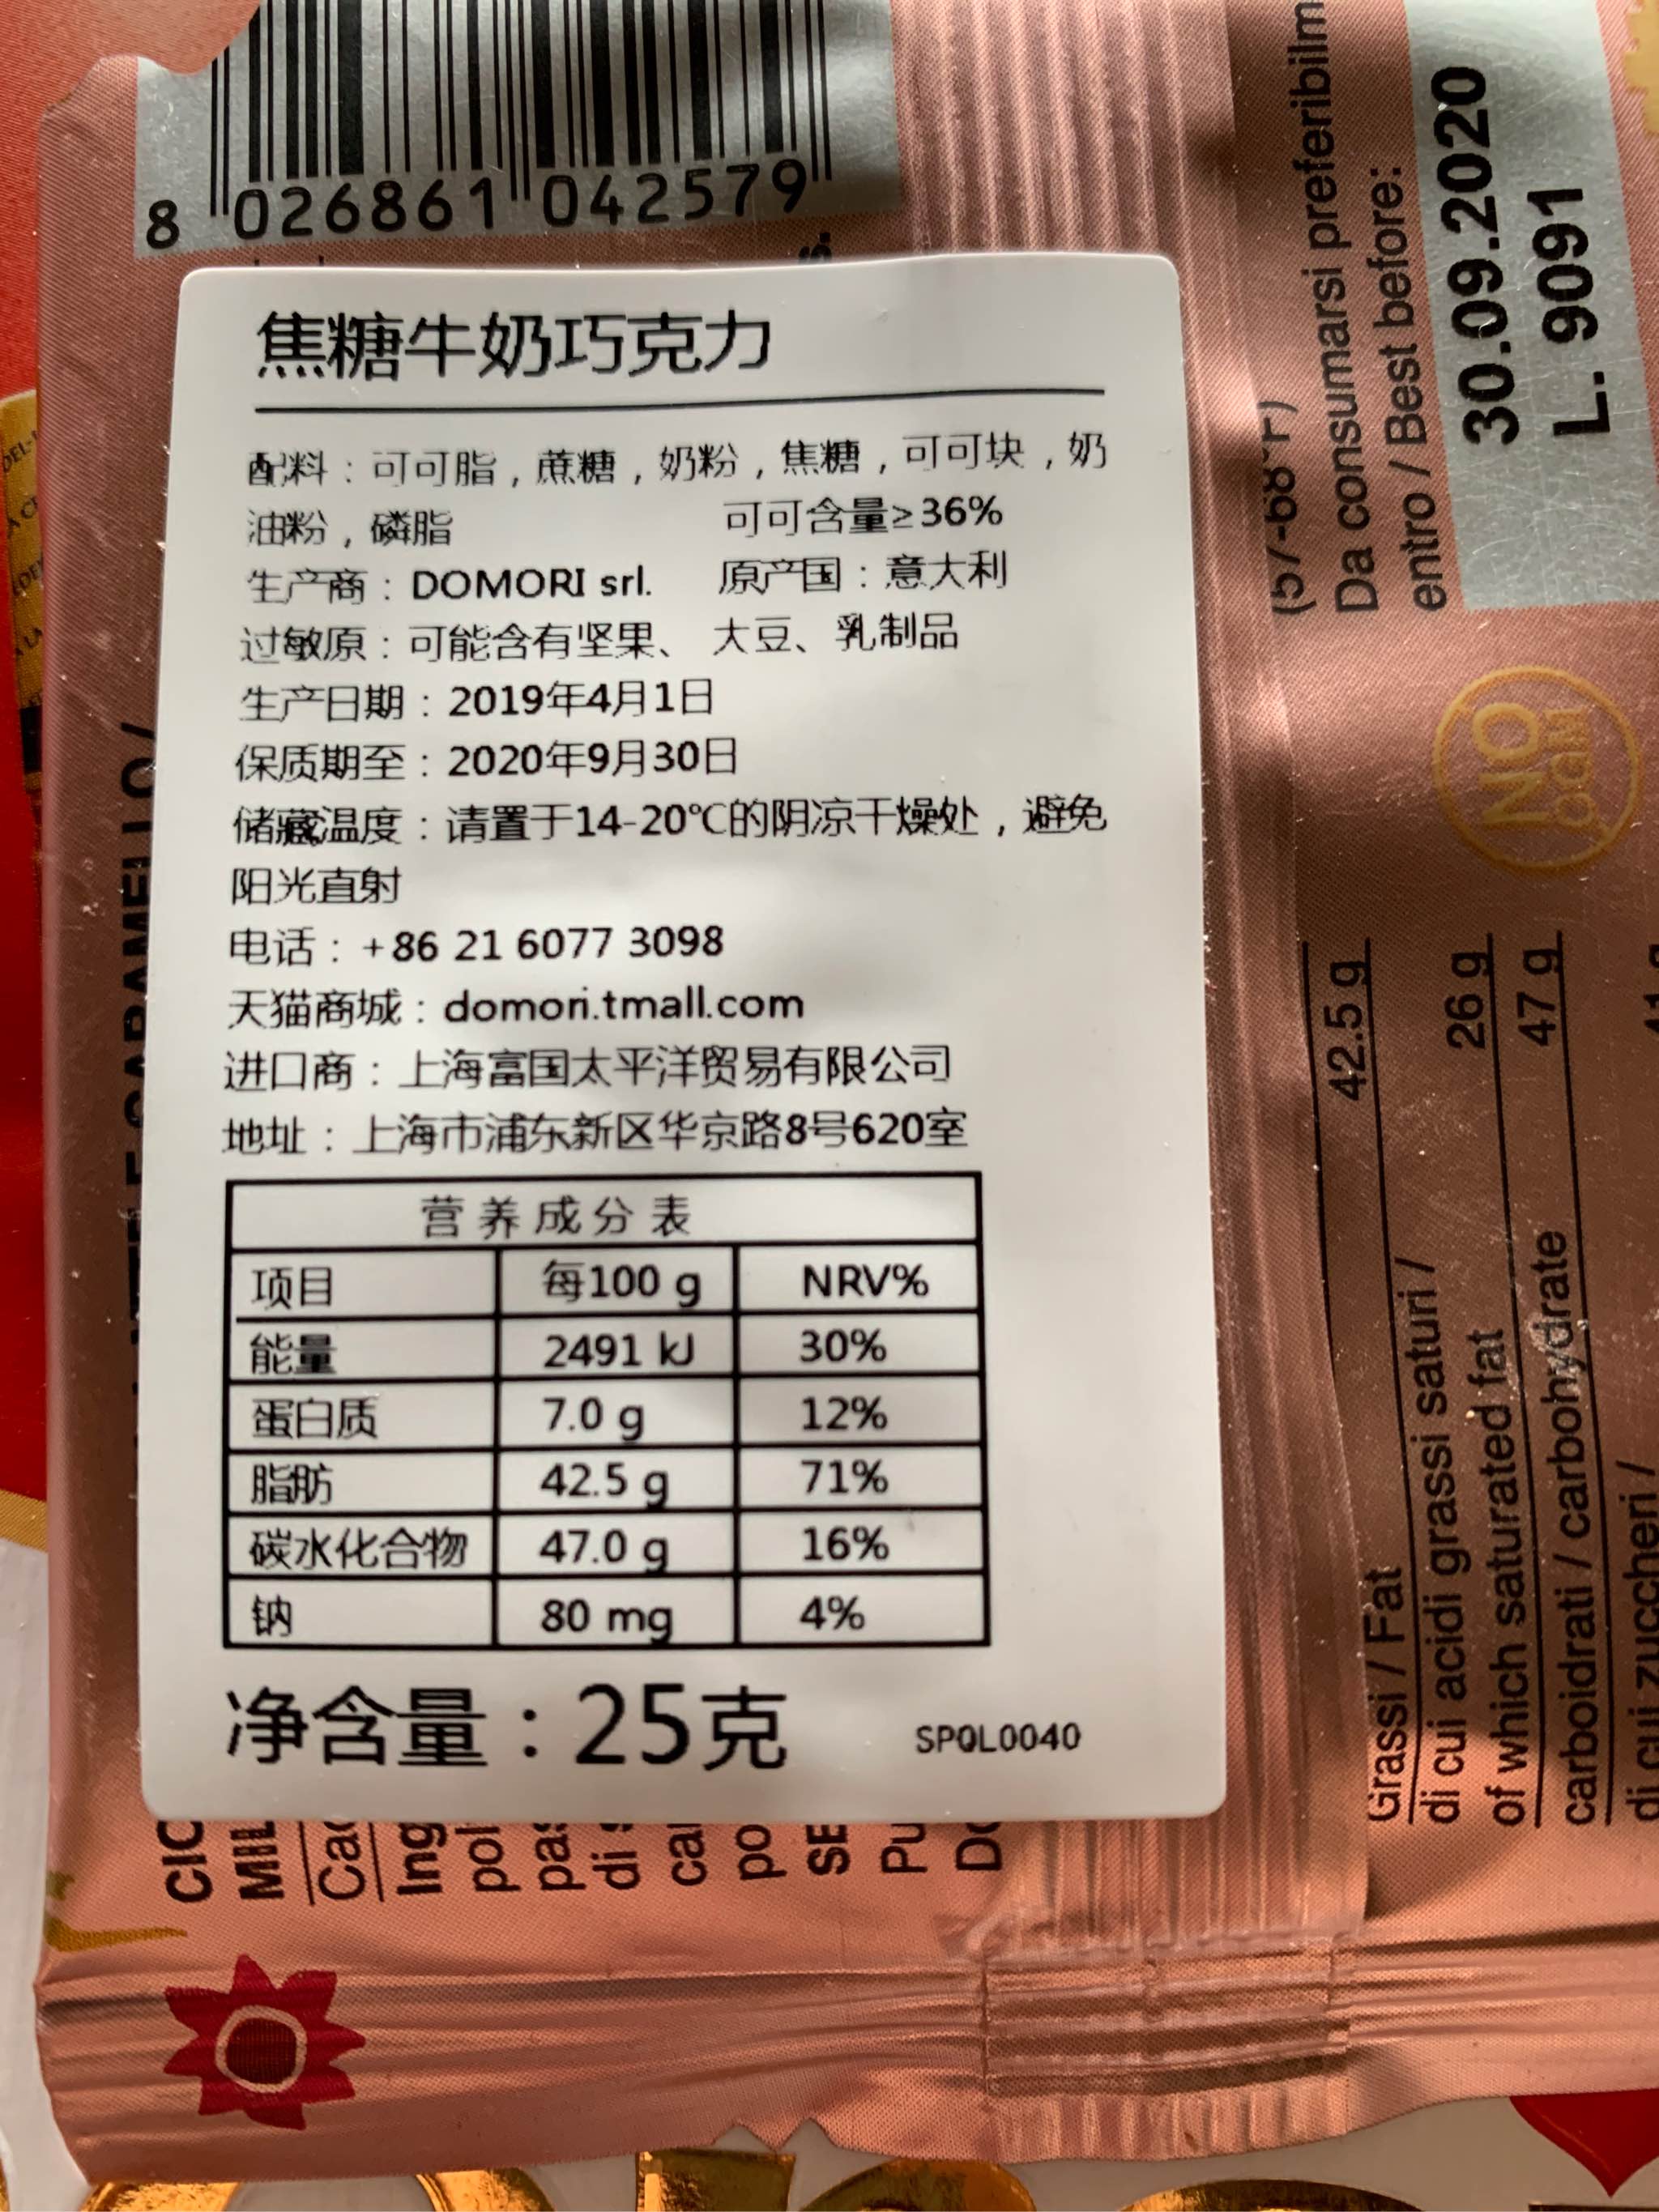 8 026861 042579
焦糖牛奶巧克力
配料：可可脂，蔗糖，奶粉，焦糖，可可块，奶
油粉，磷脂 可可含量≥36%
生产商：DOMORI srl. 原产国：意大利
过敏原：可能含有坚果、大豆、乳制品
生产日期：2019年4月1日
保质期至：2020年9月30日
储藏温度：请置于14-20℃的阴凉干燥处，避免
阳光直射
电话：+86 21 6077 3098
天猫商城：domori.tmall.com
进口商：上海富国太平洋贸易有限公司
地址：上海市浦东新区华京路8号620室
营养成分表
项目 每100 g NRV%
能量 2491 kJ 30%
蛋白质 7.0 g 12%
脂肪 42.5 g 71%
碳水化合物 47.0 g 16%
钠 80 mg 4%
净含量：25克 SPQL0040
(57-68°F)
Da consumarsi preferibilm
entro / Best before:
30.09.2020
L. 9091
NO
OGM
Grassi / Fat 42.5 g
di cui acidi grassi saturi /
of which saturated fat 26 g
carboidrati / carbohydrate 47 g
di cui zuccheri /
CIO
MIL
Ing
pol
di
SE